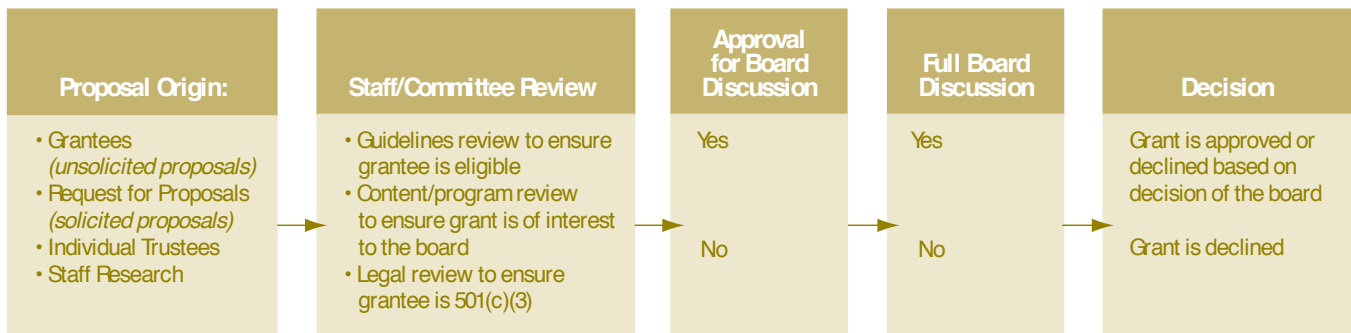 Proposal Origin:
• Grantees
(unsolicited proposals)
• Request for Proposals
(solicited proposals)
• Individual Trustees
• Staff Research
Staff/Committee Review
• Guidelines review to ensure
grantee is eligible
• Content/program review
to ensure grant is of interest
to the board
• Legal review to ensure
grantee is 501(c)(3)
Approval
for Board
Discussion
Yes
No
Full Board
Discussion
Yes
No
Decision
Grant is approved or
declined based on
decision of the board
Grant is declined